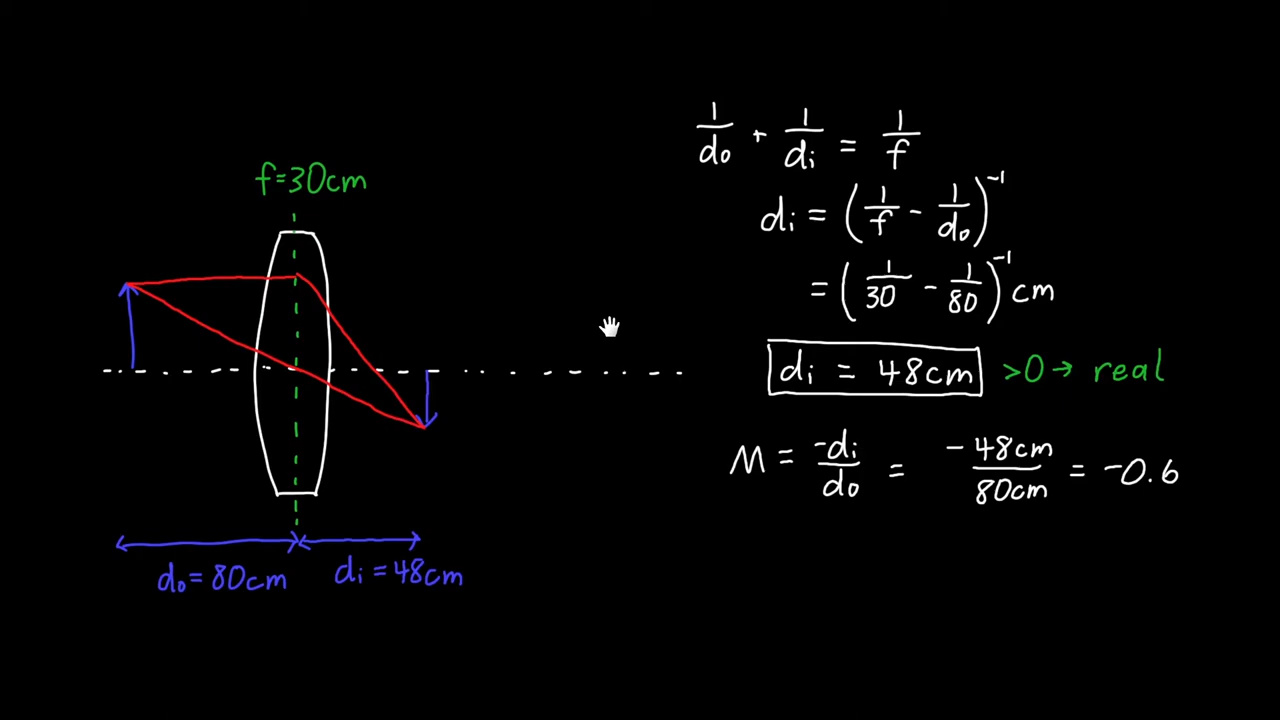 f=30cm
do=80cm
di=48cm
1/do + 1/di = 1/f
di = (1/f - 1/do)^-1
= (1/30 - 1/80)^-1 cm
di = 48cm >0 → real
M = -di/do = -48cm/80cm = -0.6